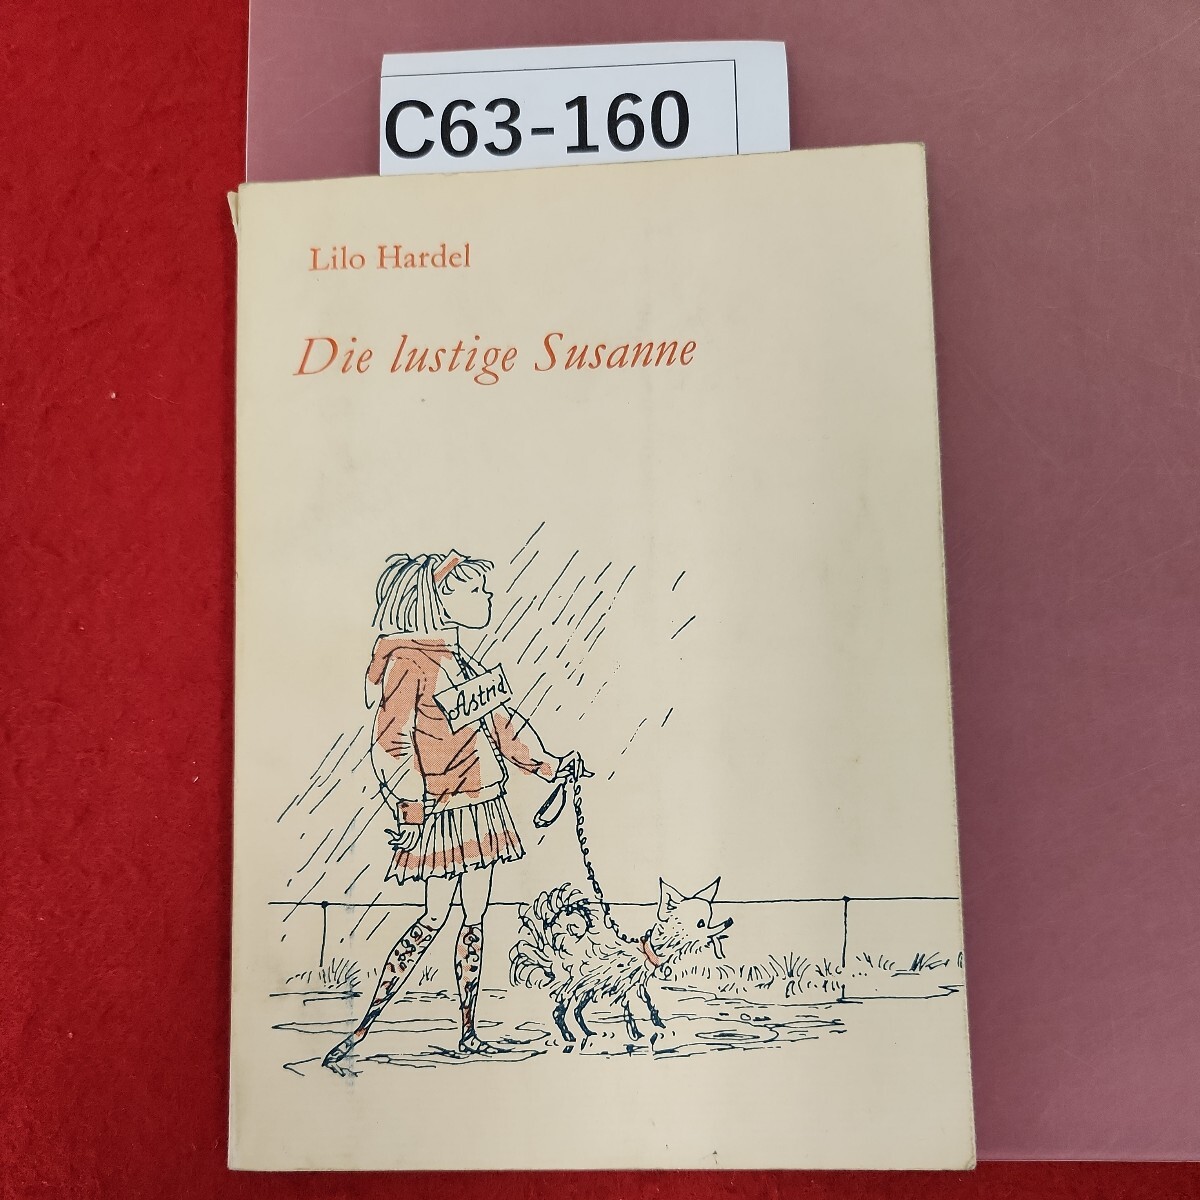 C63-160
Lilo Hardel
Die lustige Susanne
Astrid